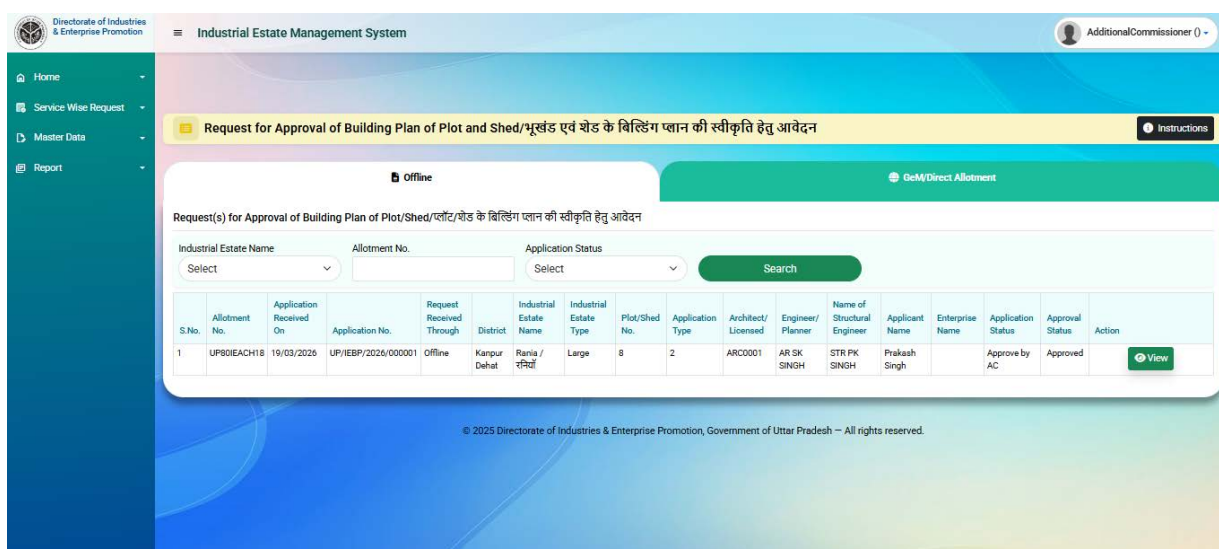 Directorate of Industries
& Enterprise Promotion
Industrial Estate Management System
AdditionalCommissioner ()
Home
Service Wise Request
Master Data
Report
Request for Approval of Building Plan of Plot and Shed/भूखंड एवं शेड के बिल्डिंग प्लान की स्वीकृति हेतु आवेदन
Instructions
Offline
GeM/Direct Allotment
Request(s) for Approval of Building Plan of Plot/Shed/प्लॉट/शेड के बिल्डिंग प्लान की स्वीकृति हेतु आवेदन
Industrial Estate Name
Allotment No.
Application Status
Select
Select
Search
S.No.
Allotment
No.
Application
Received
On
Application No.
Request
Received
Through
District
Industrial
Estate
Name
Industrial
Estate
Type
Plot/Shed
No.
Application
Type
Architect/
Licensed
Engineer/
Planner
Name of
Structural
Engineer
Applicant
Name
Enterprise
Name
Application
Status
Approval
Status
Action
1
UP80IEACH18
19/03/2026
UP/IEBP/2026/000001
Offline
Kanpur
Dehat
Rania /
रनियाँ
Large
8
2
ARC0001
AR SK
SINGH
STR PK
SINGH
Prakash
Singh
Approve by
AC
Approved
View
© 2025 Directorate of Industries & Enterprise Promotion, Government of Uttar Pradesh — All rights reserved.